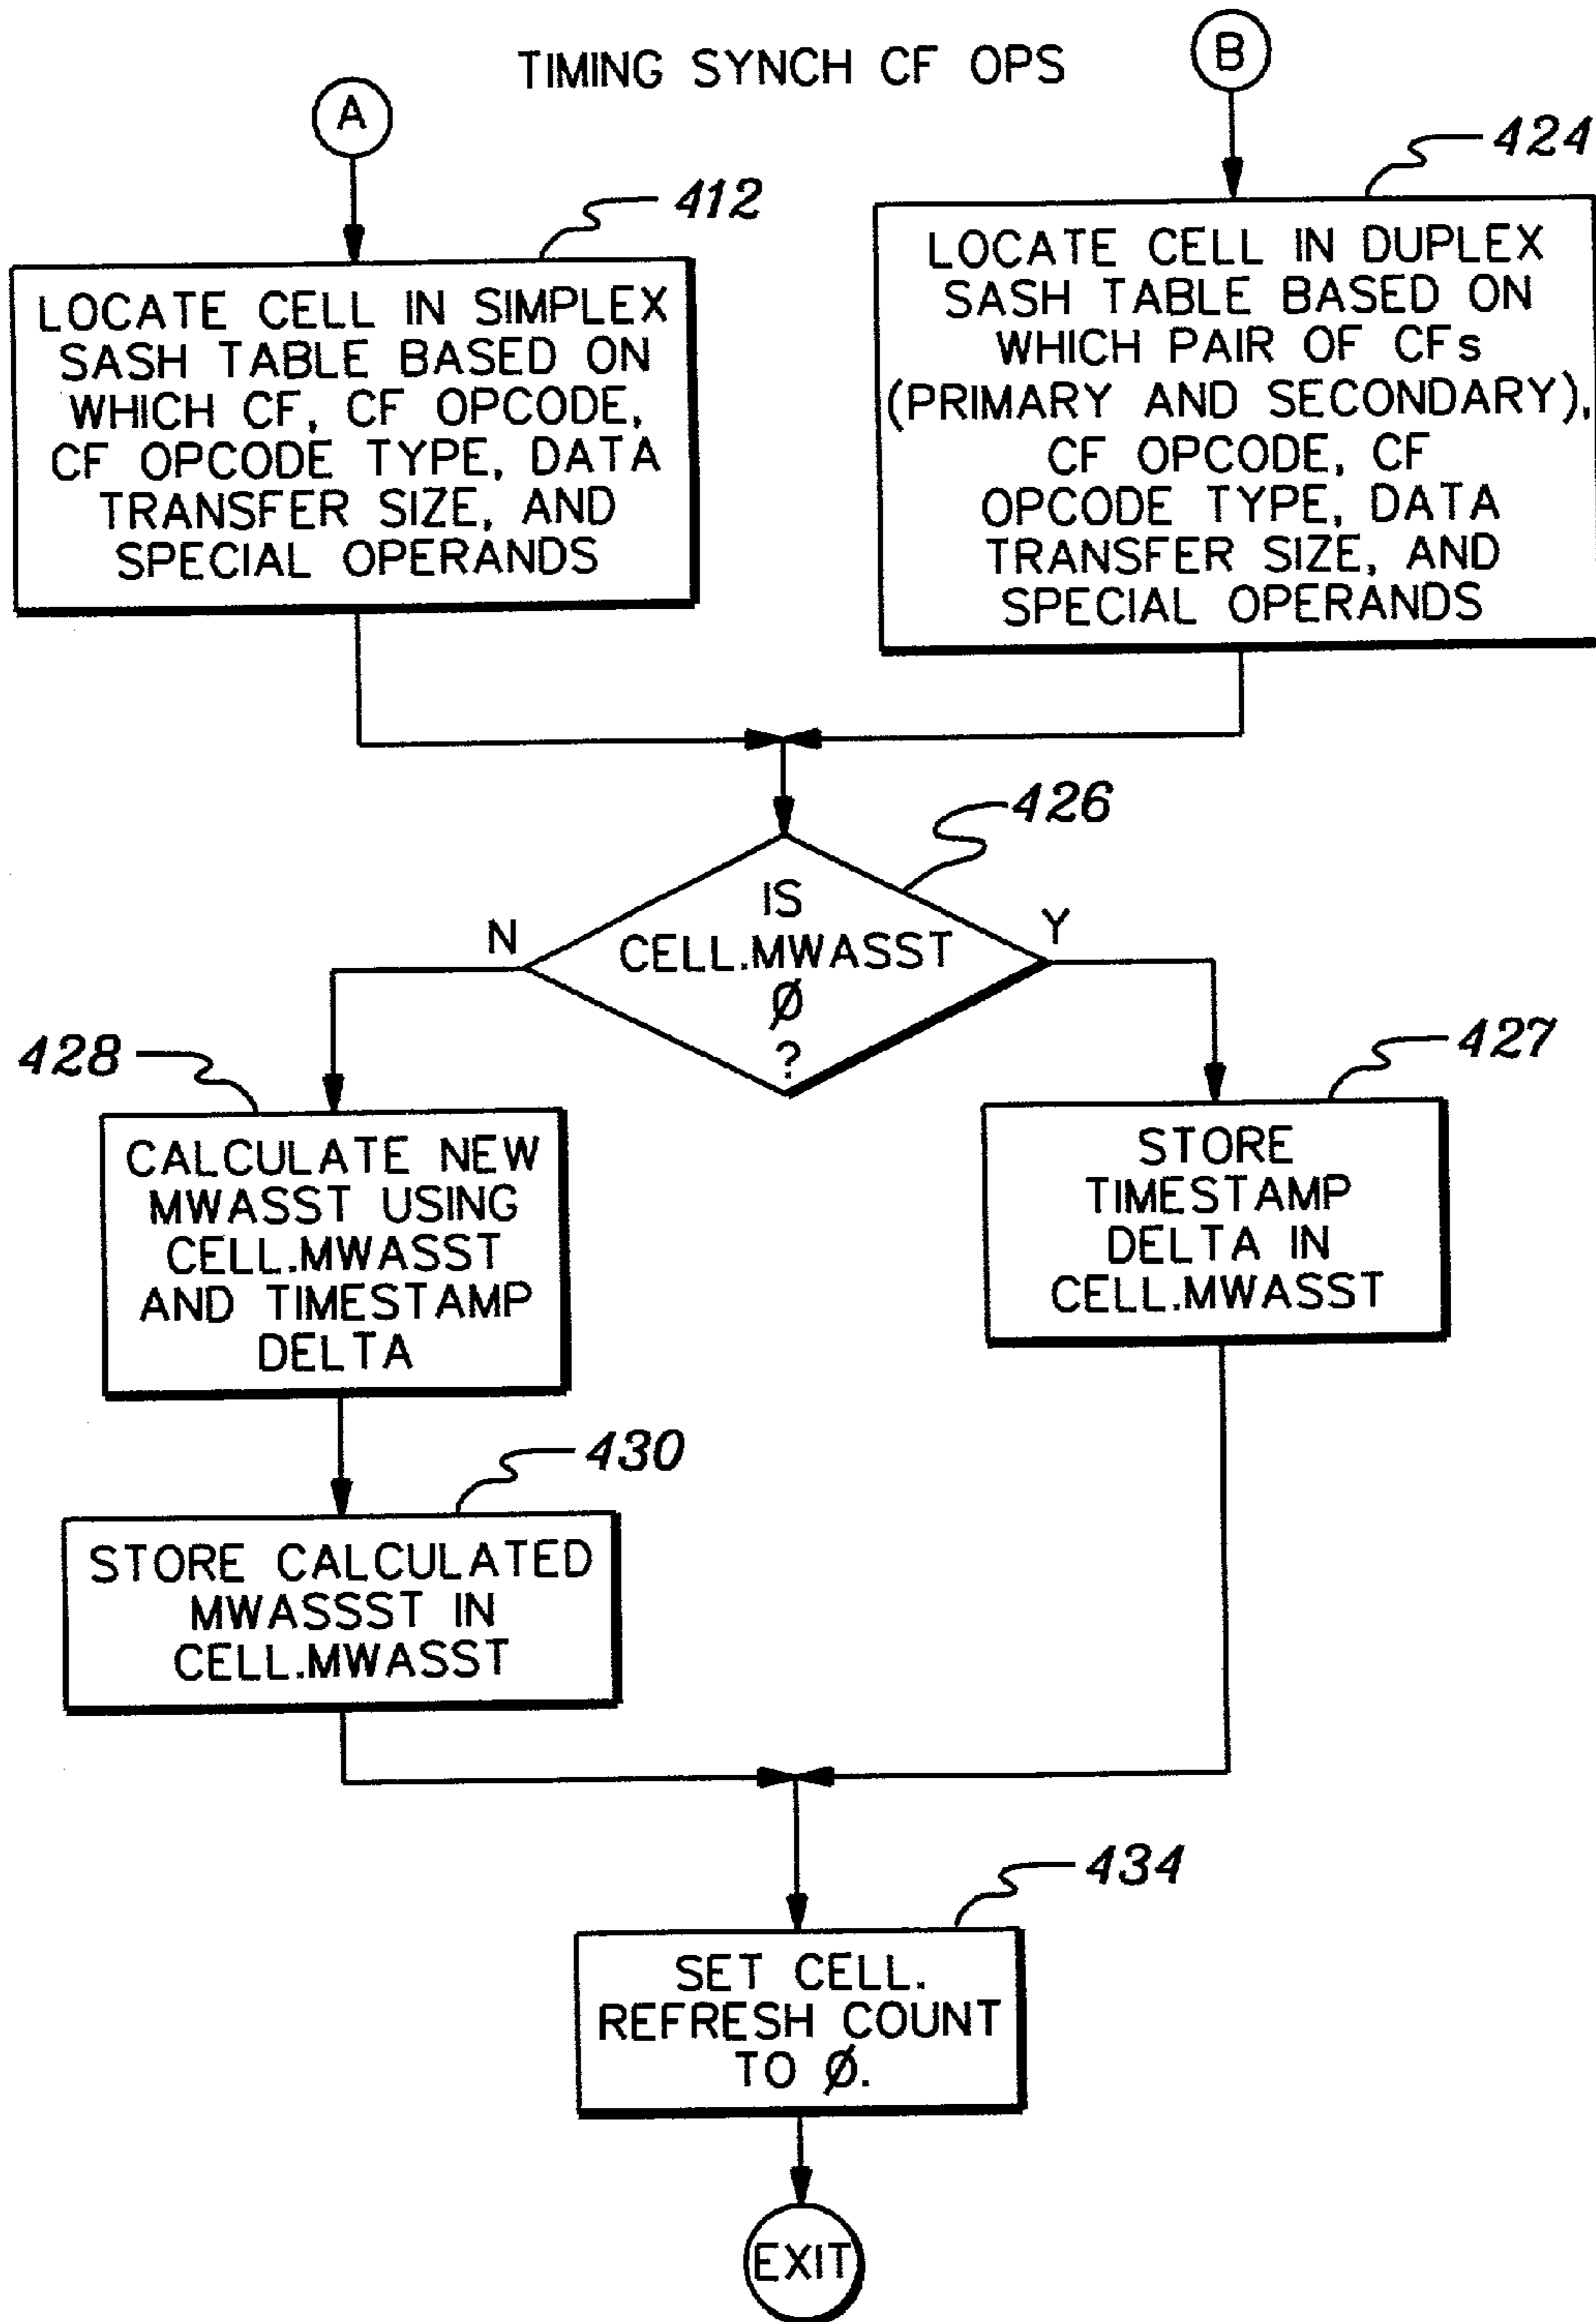 TIMING SYNCH CF OPS
A
B
412
LOCATE CELL IN SIMPLEX
SASH TABLE BASED ON
WHICH CF, CF OPCODE,
CF OPCODE TYPE, DATA
TRANSFER SIZE, AND
SPECIAL OPERANDS
424
LOCATE CELL IN DUPLEX
SASH TABLE BASED ON
WHICH PAIR OF CFs
(PRIMARY AND SECONDARY),
CF OPCODE, CF
OPCODE TYPE, DATA
TRANSFER SIZE, AND
SPECIAL OPERANDS
426
IS
CELL.MWASST
Ø
?
N
Y
428
CALCULATE NEW
MWASST USING
CELL.MWASST
AND TIMESTAMP
DELTA
427
STORE
TIMESTAMP
DELTA IN
CELL.MWASST
430
STORE CALCULATED
MWASSST IN
CELL.MWASST
434
SET CELL.
REFRESH COUNT
TO Ø.
EXIT